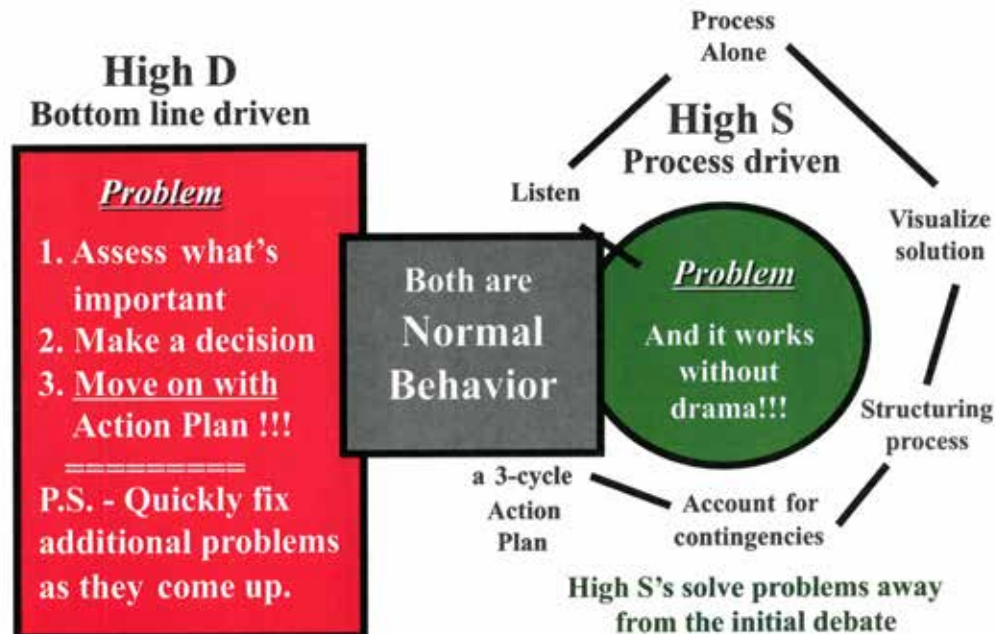 High D
Bottom line driven
Problem
1. Assess what's
important
2. Make a decision
3. Move on with
Action Plan !!!
=========
P.S. - Quickly fix
additional problems
as they come up.
Both are
Normal
Behavior
High S
Process driven
Problem
And it works
without
drama!!!
Listen
Process
Alone
Visualize
solution
Structuring
process
Account for
contingencies
a 3-cycle
Action
Plan
High S's solve problems away
from the initial debate